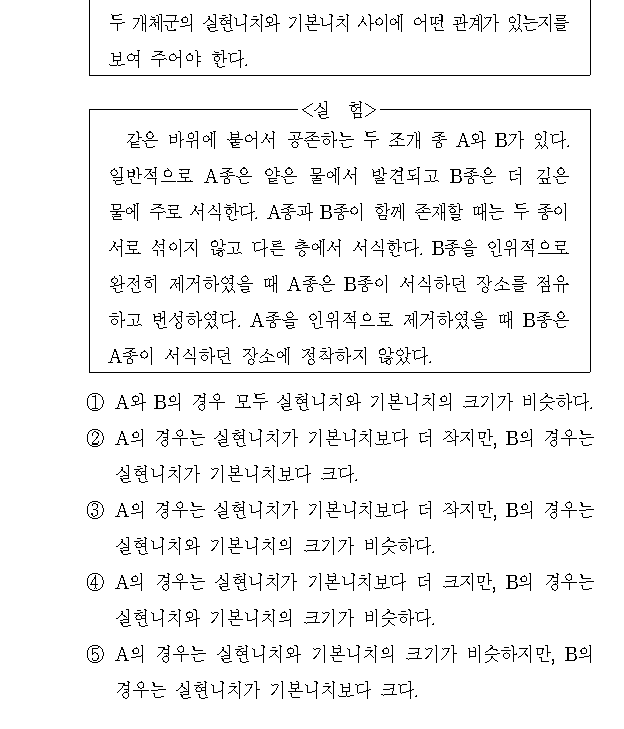 두 개체군의 실현니치와 기본니치 사이에 어떤 관계가 있는지를
보여 주어야 한다.
<실 험>
같은 바위에 붙어서 공존하는 두 조개 종 A와 B가 있다.
일반적으로 A종은 얕은 물에서 발견되고 B종은 더 깊은
물에 주로 서식한다. A종과 B종이 함께 존재할 때는 두 종이
서로 섞이지 않고 다른 층에서 서식한다. B종을 인위적으로
완전히 제거하였을 때 A종은 B종이 서식하던 장소를 점유
하고 번성하였다. A종을 인위적으로 제거하였을 때 B종은
A종이 서식하던 장소에 정착하지 않았다.
① A와 B의 경우 모두 실현니치와 기본니치의 크기가 비슷하다.
② A의 경우는 실현니치가 기본니치보다 더 작지만, B의 경우는
실현니치가 기본니치보다 크다.
③ A의 경우는 실현니치가 기본니치보다 더 작지만, B의 경우는
실현니치와 기본니치의 크기가 비슷하다.
④ A의 경우는 실현니치가 기본니치보다 더 크지만, B의 경우는
실현니치와 기본니치의 크기가 비슷하다.
⑤ A의 경우는 실현니치와 기본니치의 크기가 비슷하지만, B의
경우는 실현니치가 기본니치보다 크다.